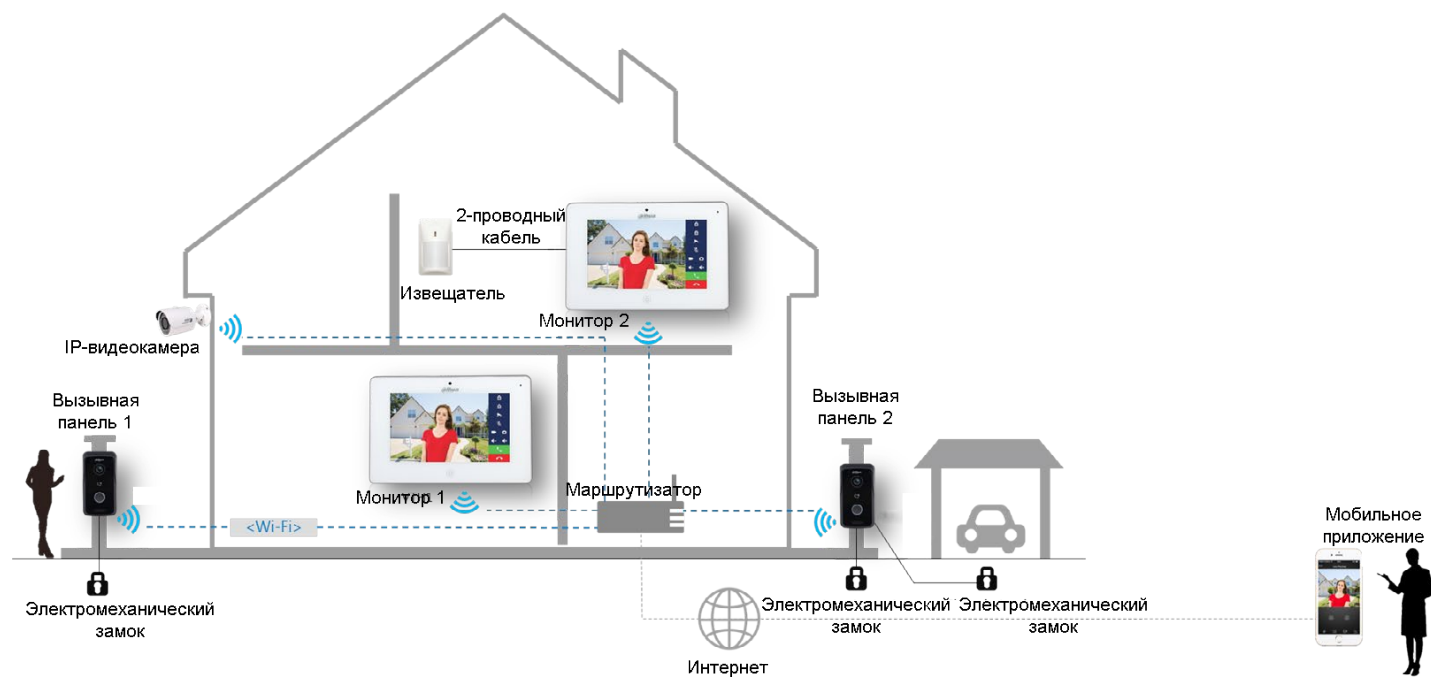 2-проводный
кабель
Извещатель
Монитор 2
IP-видеокамера
Вызывная
панель 1
Вызывная
панель 2
Монитор 1
Маршрутизатор
<Wi-Fi>
Мобильное
приложение
Электромеханический
замок
Электромеханический
замок
Электромеханический
замок
Интернет